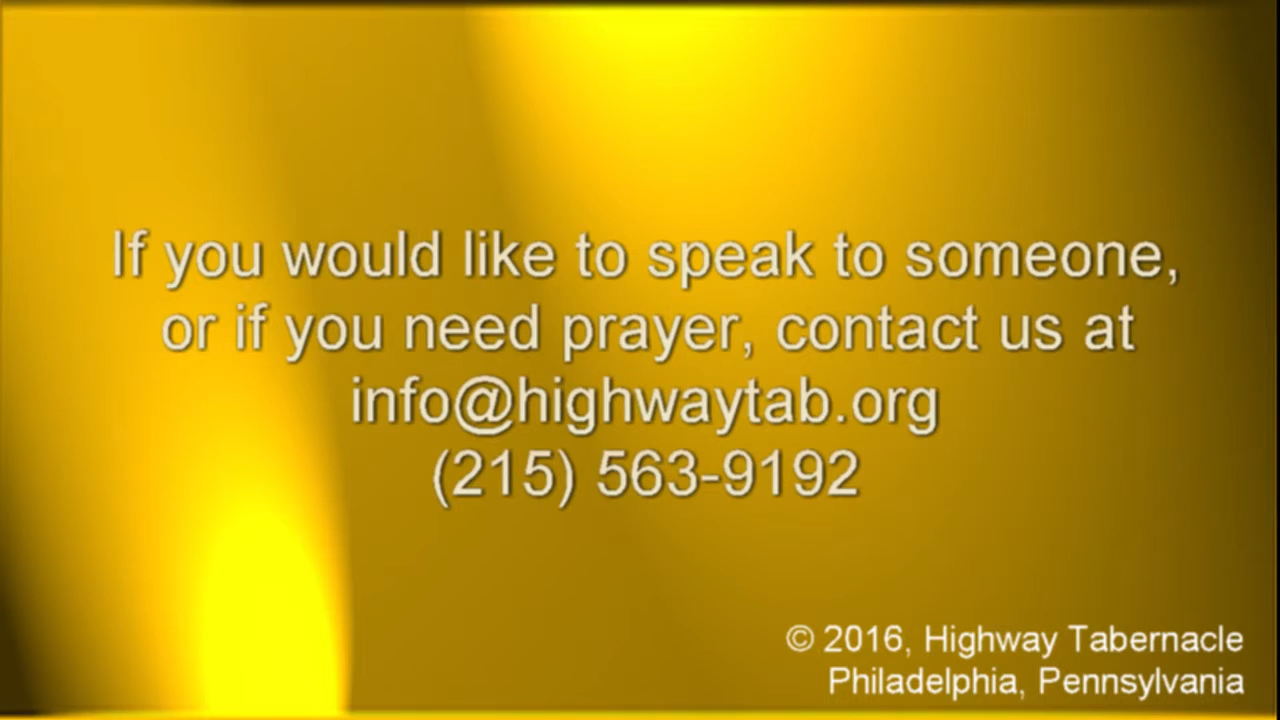 If you would like to speak to someone,
or if you need prayer, contact us at
info@highwaytab.org
(215) 563-9192
© 2016, Highway Tabernacle
Philadelphia, Pennsylvania